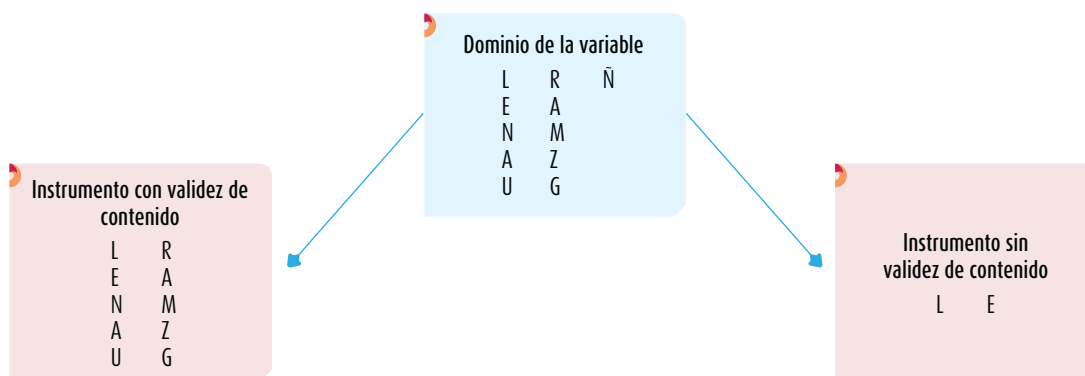 Dominio de la variable
L R Ñ
E A
N M
A Z
U G
Instrumento con validez de
contenido
L R
E A
N M
A Z
U G
Instrumento sin
validez de contenido
L E